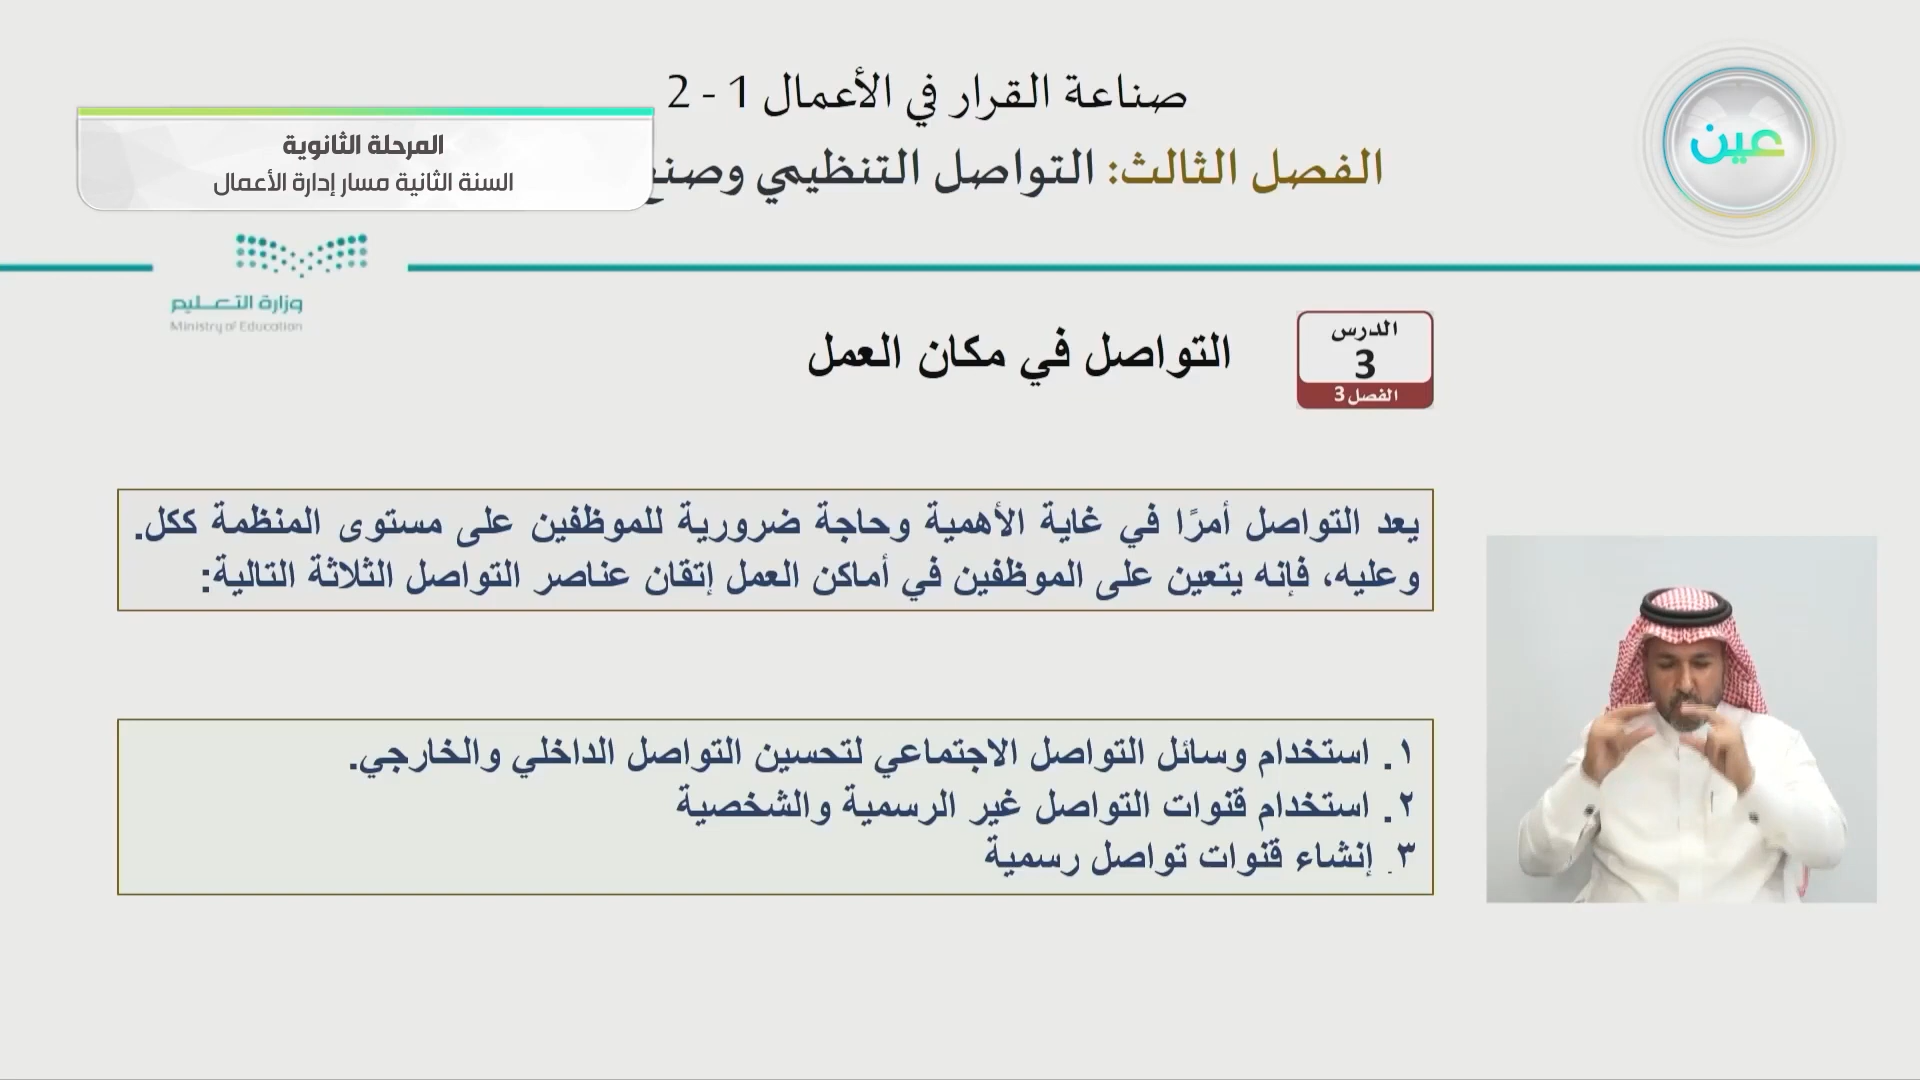 صناعة القرار في الأعمال 1 - 2
الفصل الثالث: التواصل التنظيمي وصنع
المرحلة الثانوية
السنة الثانية مسار إدارة الأعمال
عين
وزارة التعليم
Ministry of Education
الدرس
3
الفصل 3
التواصل في مكان العمل
يعد التواصل أمرًا في غاية الأهمية وحاجة ضرورية للموظفين على مستوى المنظمة ككل.
وعليه، فإنه يتعين على الموظفين في أماكن العمل إتقان عناصر التواصل الثلاثة التالية:
١. استخدام وسائل التواصل الاجتماعي لتحسين التواصل الداخلي والخارجي.
٢. استخدام قنوات التواصل غير الرسمية والشخصية
٣. إنشاء قنوات تواصل رسمية